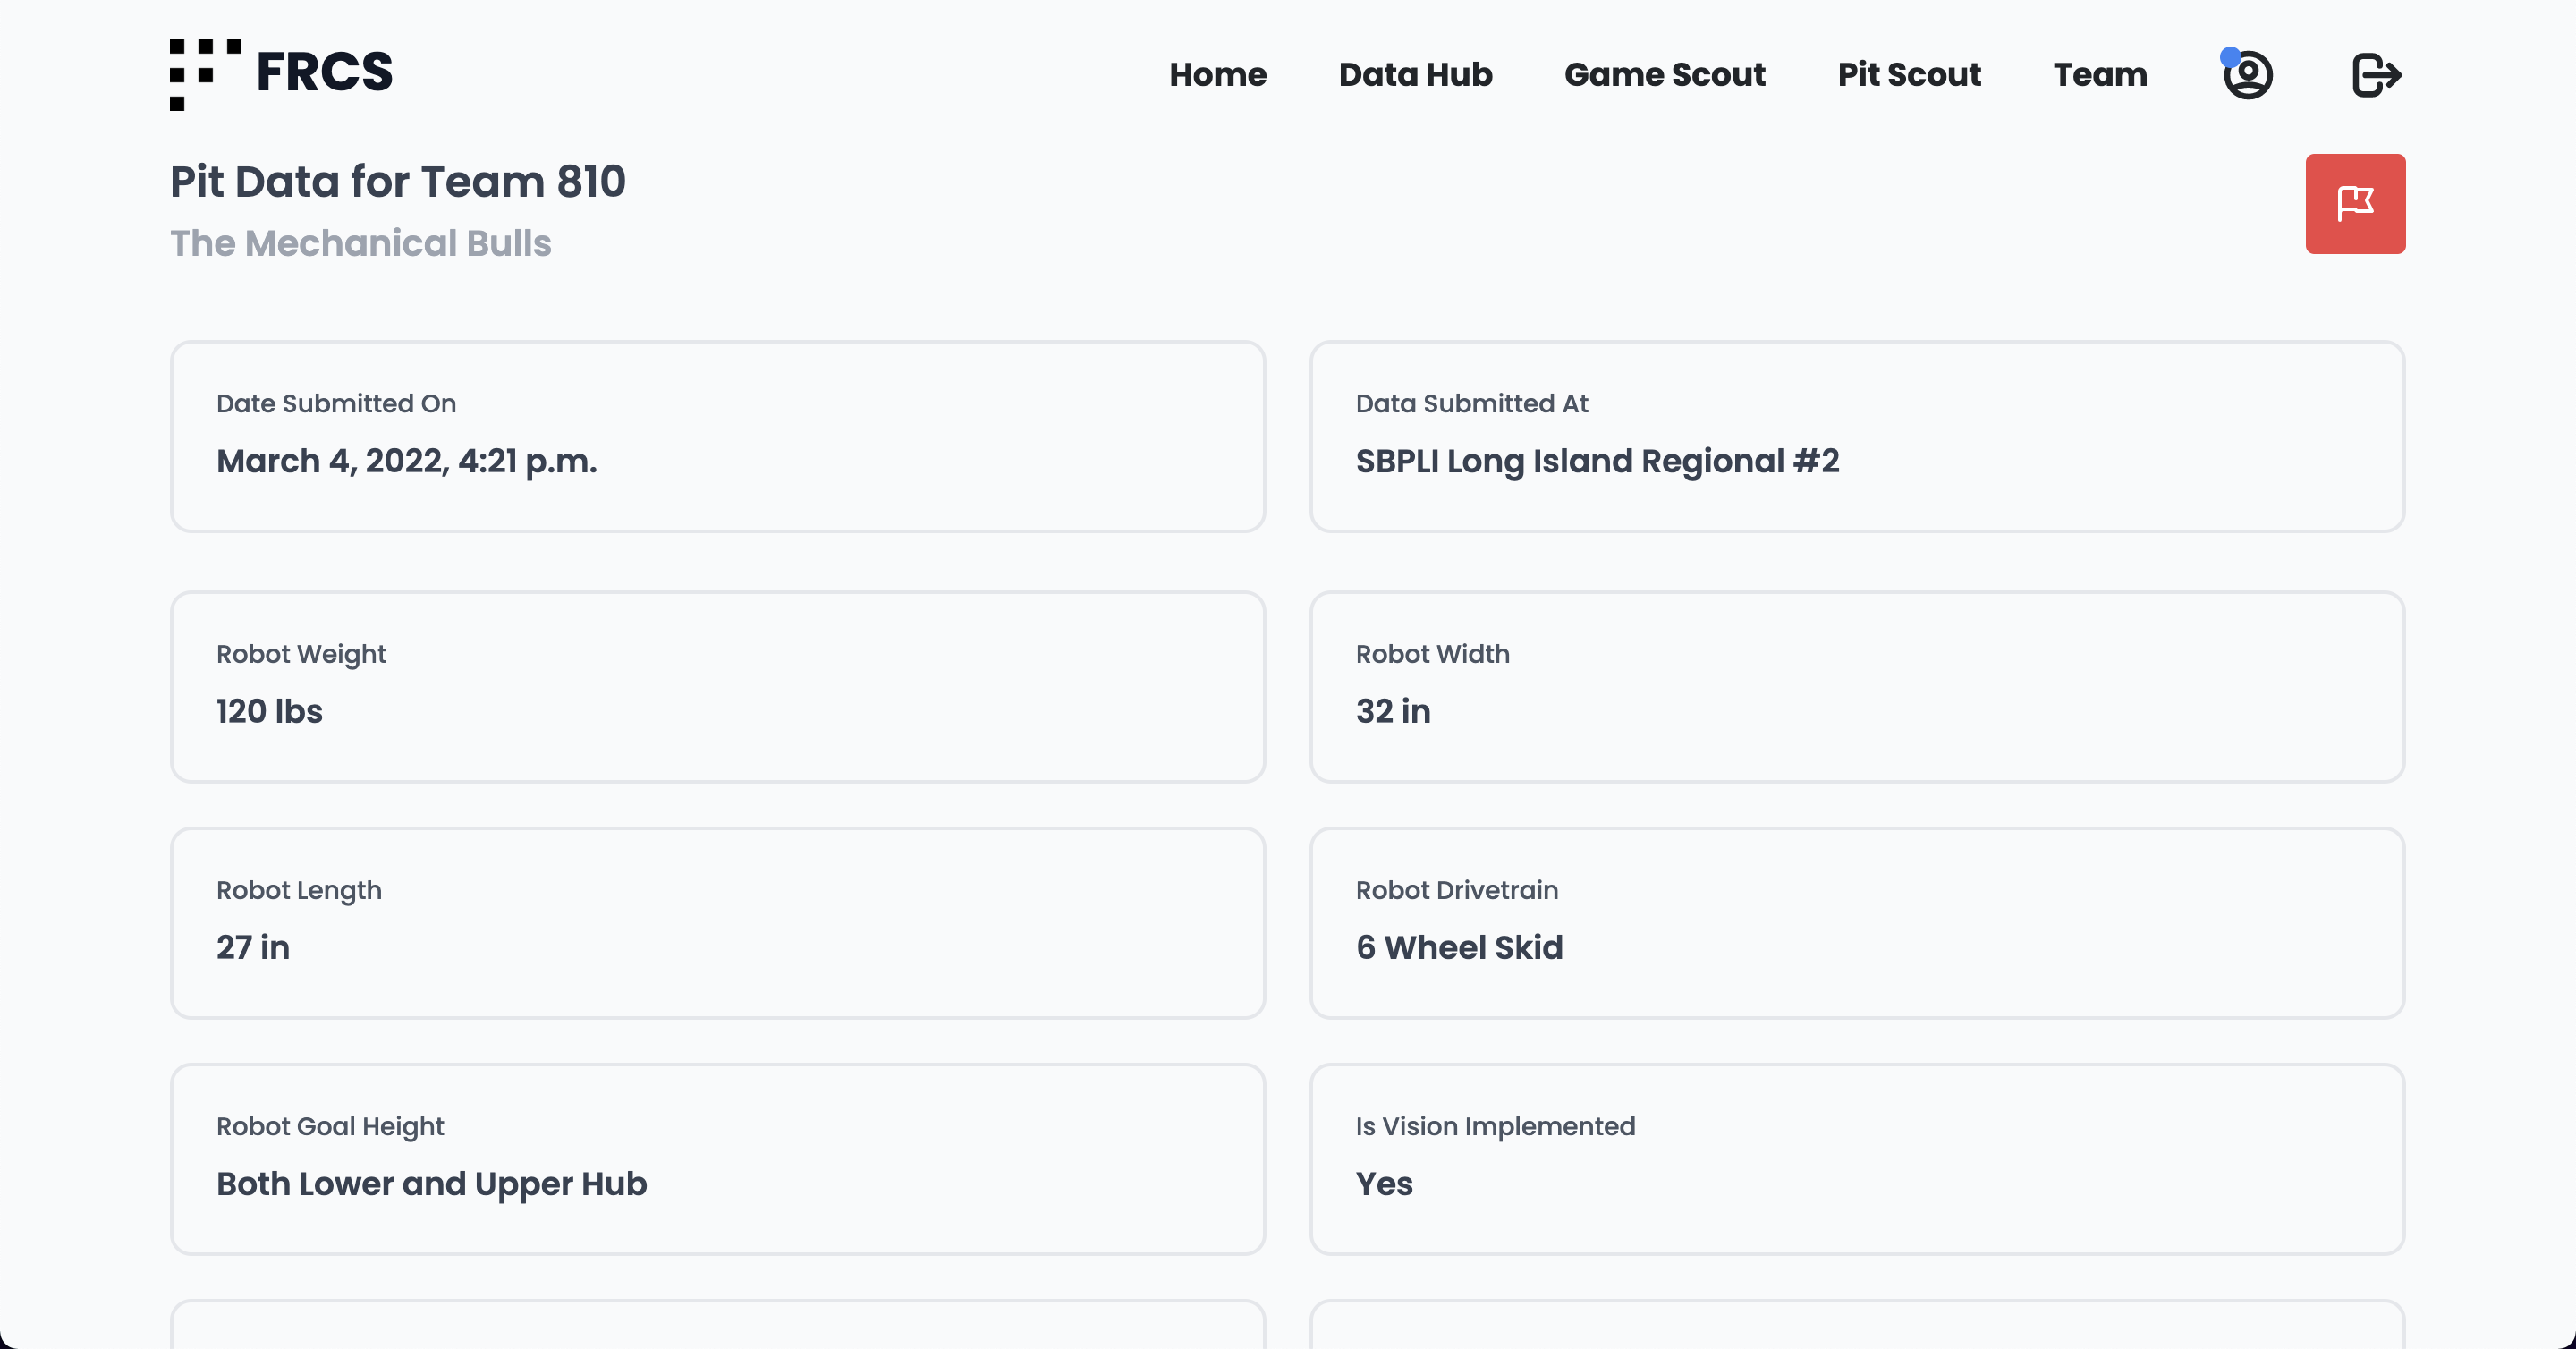 FRCS
Home
Data Hub
Game Scout
Pit Scout
Team
Pit Data for Team 810
The Mechanical Bulls
Date Submitted On
March 4, 2022, 4:21 p.m.
Data Submitted At
SBPLI Long Island Regional #2
Robot Weight
120 lbs
Robot Width
32 in
Robot Length
27 in
Robot Drivetrain
6 Wheel Skid
Robot Goal Height
Both Lower and Upper Hub
Is Vision Implemented
Yes